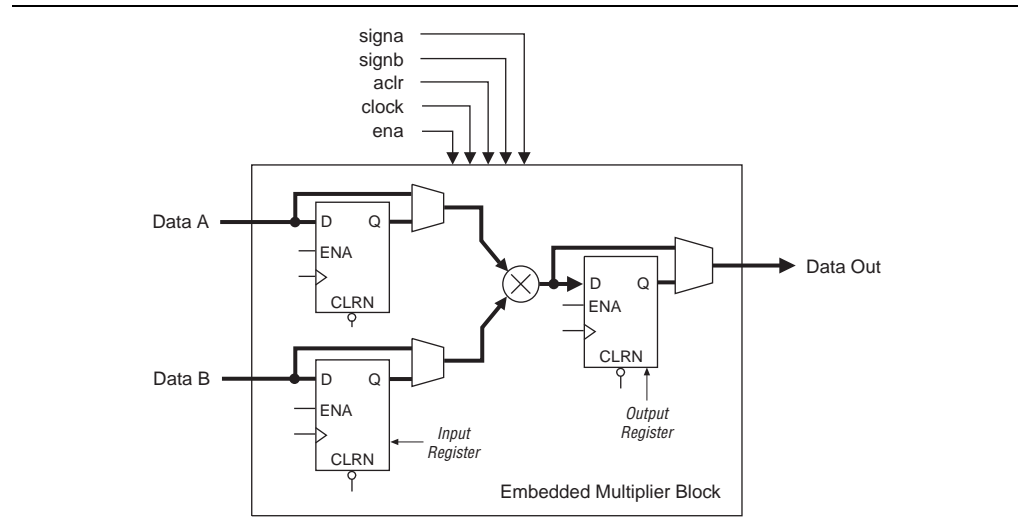 signa
signb
aclr
clock
ena
Data A
D Q
ENA
CLRN
Data Out
D Q
ENA
CLRN
Data B
D Q
ENA
CLRN
Input
Register
Output
Register
Embedded Multiplier Block